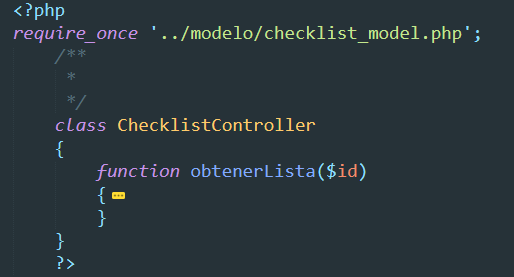 <?php
require_once '../modelo/checklist_model.php';
/**
*
*/
class ChecklistController
{
function obtenerLista($id)
{
}
}
?>